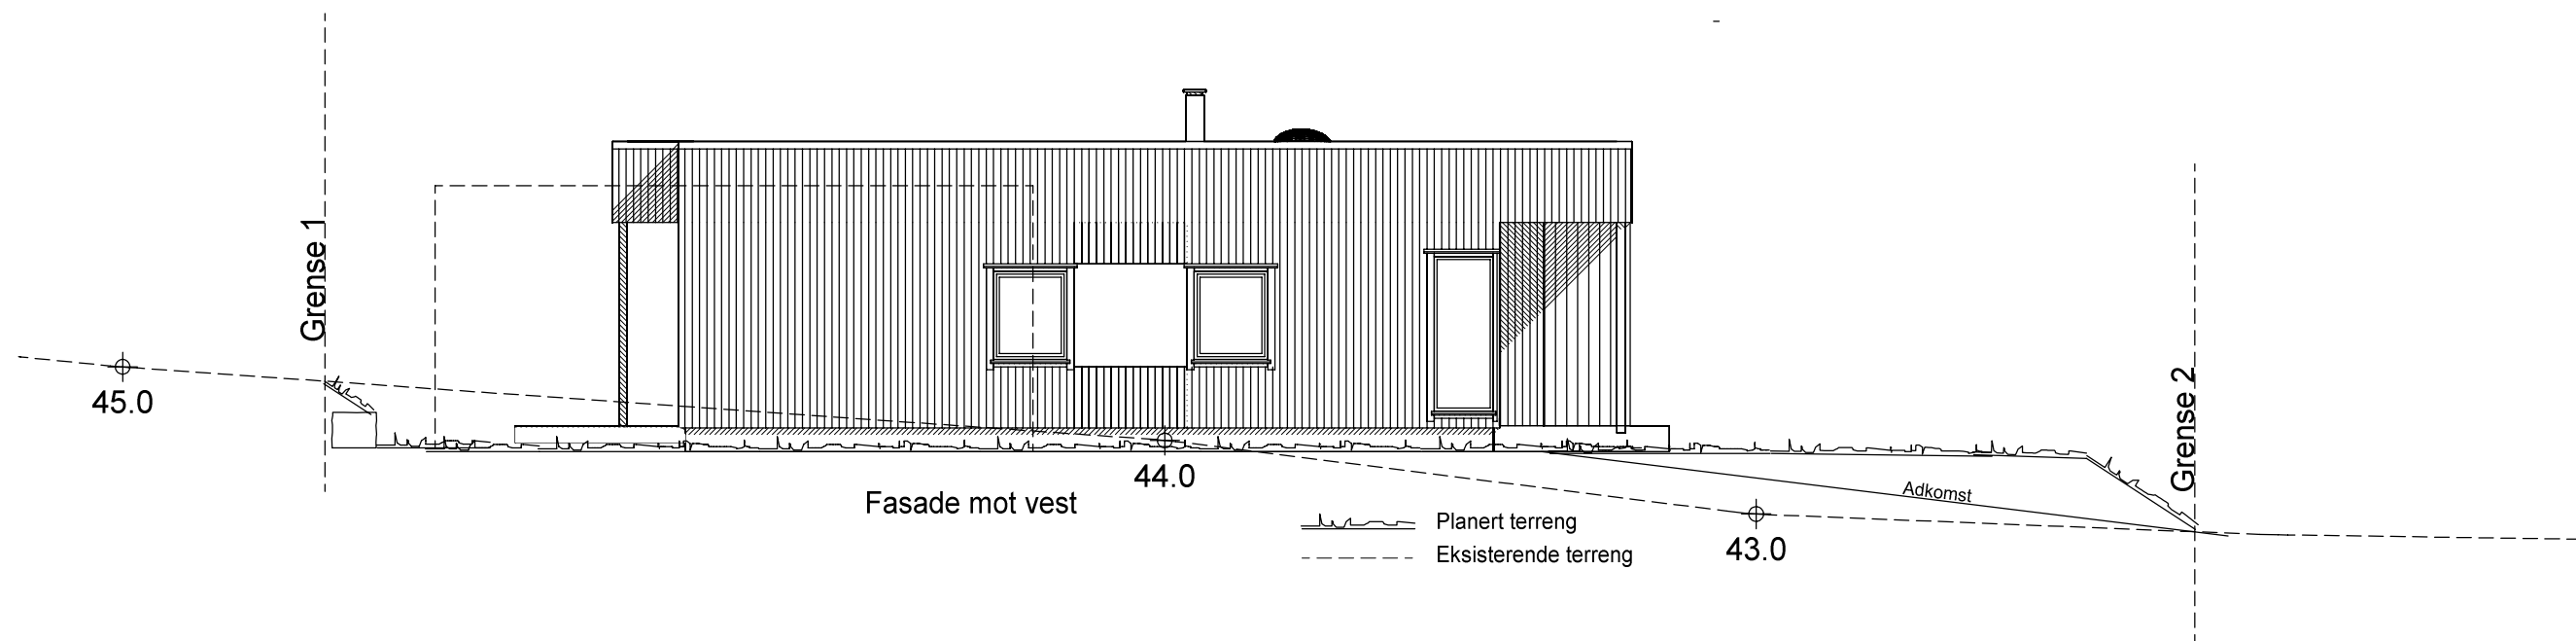 Grense 1
45.0
44.0
Fasade mot vest
Planert terreng
Eksisterende terreng
43.0
Adkomst
Grense 2